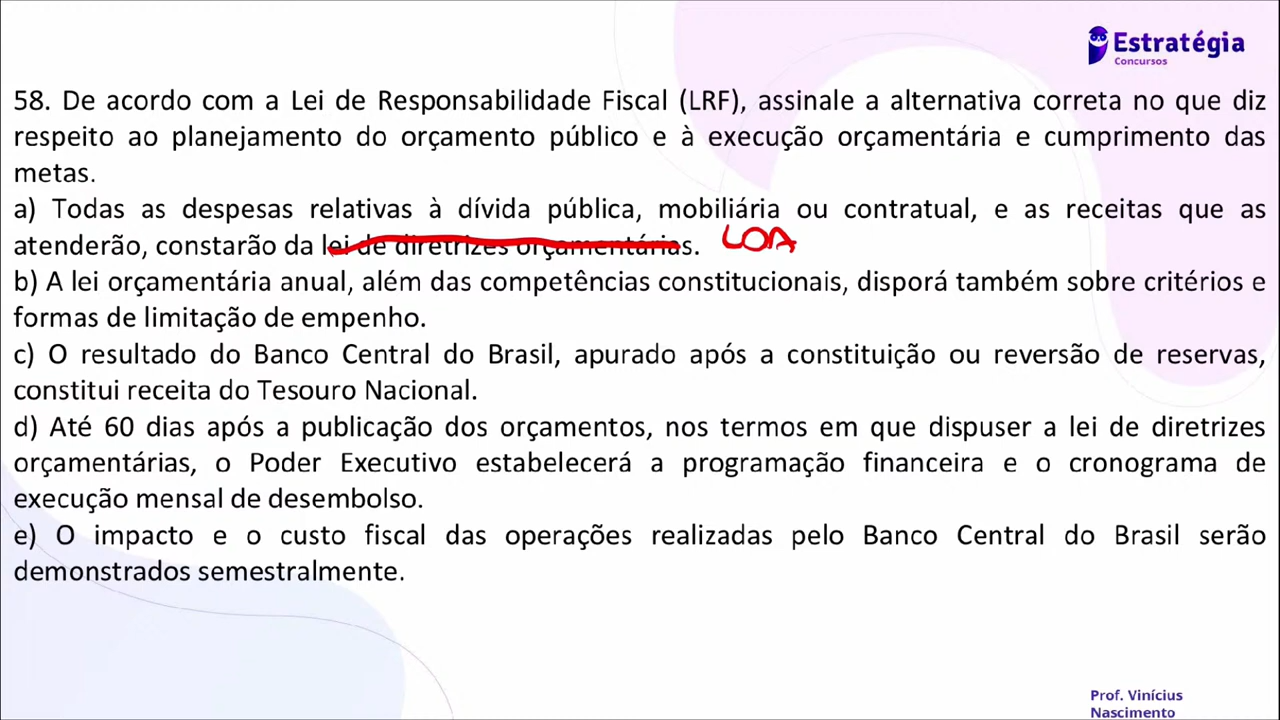 Estratégia
Concursos
58. De acordo com a Lei de Responsabilidade Fiscal (LRF), assinale a alternativa correta no que diz
respeito ao planejamento do orçamento público e à execução orçamentária e cumprimento das
metas.
a) Todas as despesas relativas à dívida pública, mobiliária ou contratual, e as receitas que as
atenderão, constarão da lei de diretrizes orçamentárias. LOA
b) A lei orçamentária anual, além das competências constitucionais, disporá também sobre critérios e
formas de limitação de empenho.
c) O resultado do Banco Central do Brasil, apurado após a constituição ou reversão de reservas,
constitui receita do Tesouro Nacional.
d) Até 60 dias após a publicação dos orçamentos, nos termos em que dispuser a lei de diretrizes
orçamentárias, o Poder Executivo estabelecerá a programação financeira e o cronograma de
execução mensal de desembolso.
e) O impacto e o custo fiscal das operações realizadas pelo Banco Central do Brasil serão
demonstrados semestralmente.
Prof. Vinícius
Nascimento